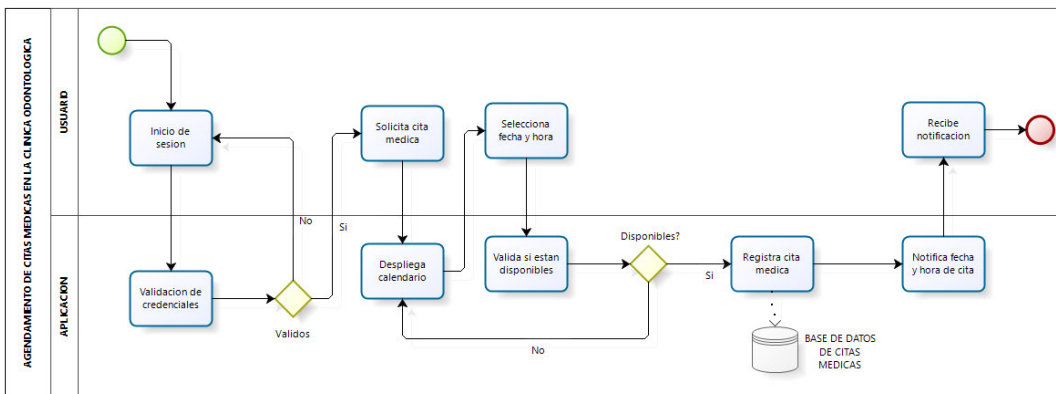 AGENDAMIENTO DE CITAS MEDICAS EN LA CLINICA ODONTOLOGICA
USUARIO
Inicio de
sesion
Solicita cita
medica
Selecciona
fecha y hora
Recibe
notificacion
No
Si
APLICACION
Validacion de
credenciales
Validos
Despliega
calendario
Valida si estan
disponibles
Disponibles?
Si
No
Registra cita
medica
Notifica fecha
y hora de cita
BASE DE DATOS
DE CITAS
MEDICAS